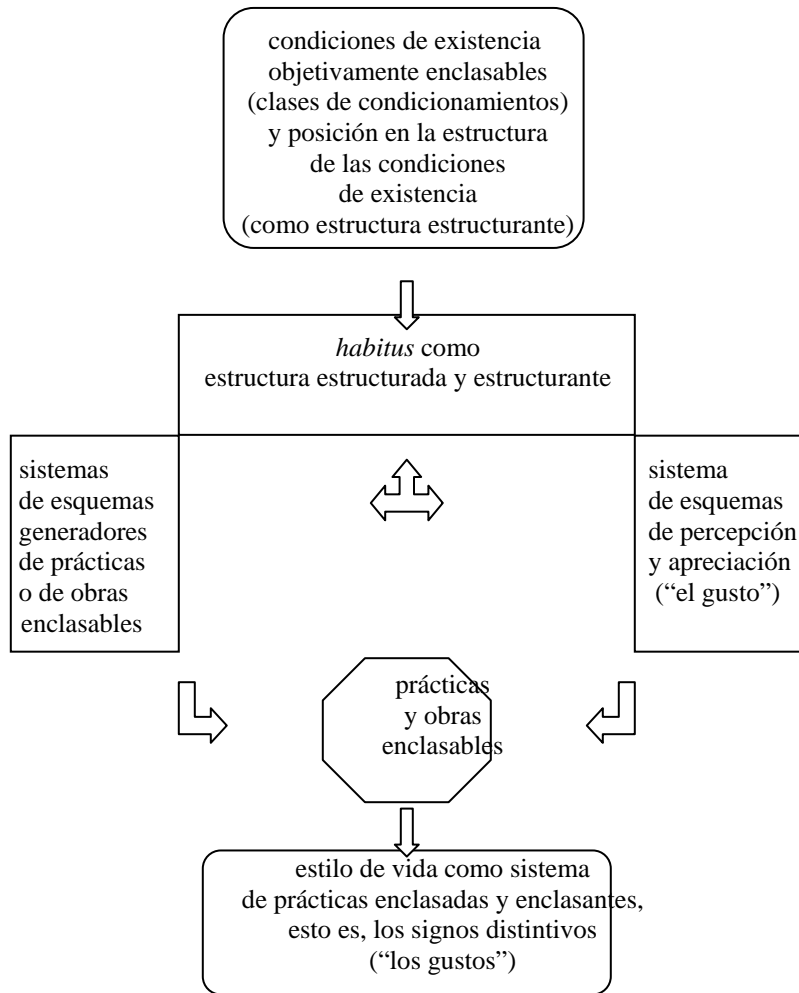 condiciones de existencia
objetivamente enclasables
(clases de condicionamientos)
y posición en la estructura
de las condiciones
de existencia
(como estructura estructurante)
habitus como
estructura estructurada y estructurante
sistemas
de esquemas
generadores
de prácticas
o de obras
enclasables
sistema
de esquemas
de percepción
y apreciación
(“el gusto”)
prácticas
y obras
enclasables
estilo de vida como sistema
de prácticas enclasadas y enclasantes,
esto es, los signos distintivos
(“los gustos”)